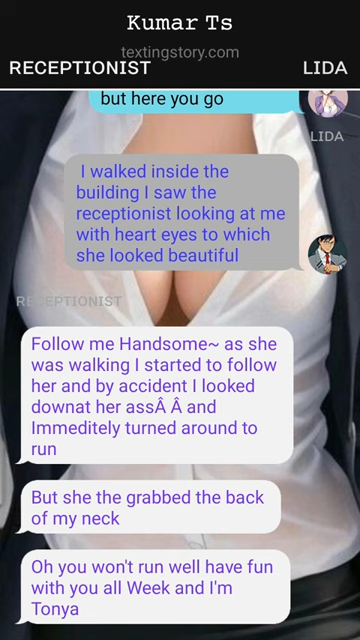 Kumar Ts
textingstory.com
RECEPTIONIST LIDA
but here you go
LIDA
I walked inside the
building I saw the
receptionist looking at me
with heart eyes to which
she looked beautiful
RECEPTIONIST
Follow me Handsome~ as she
was walking I started to follow
her and by accident I looked
downat her assÂ Â and
Immeditely turned around to
run
But she the grabbed the back
of my neck
Oh you won't run well have fun
with you all Week and I'm
Tonya